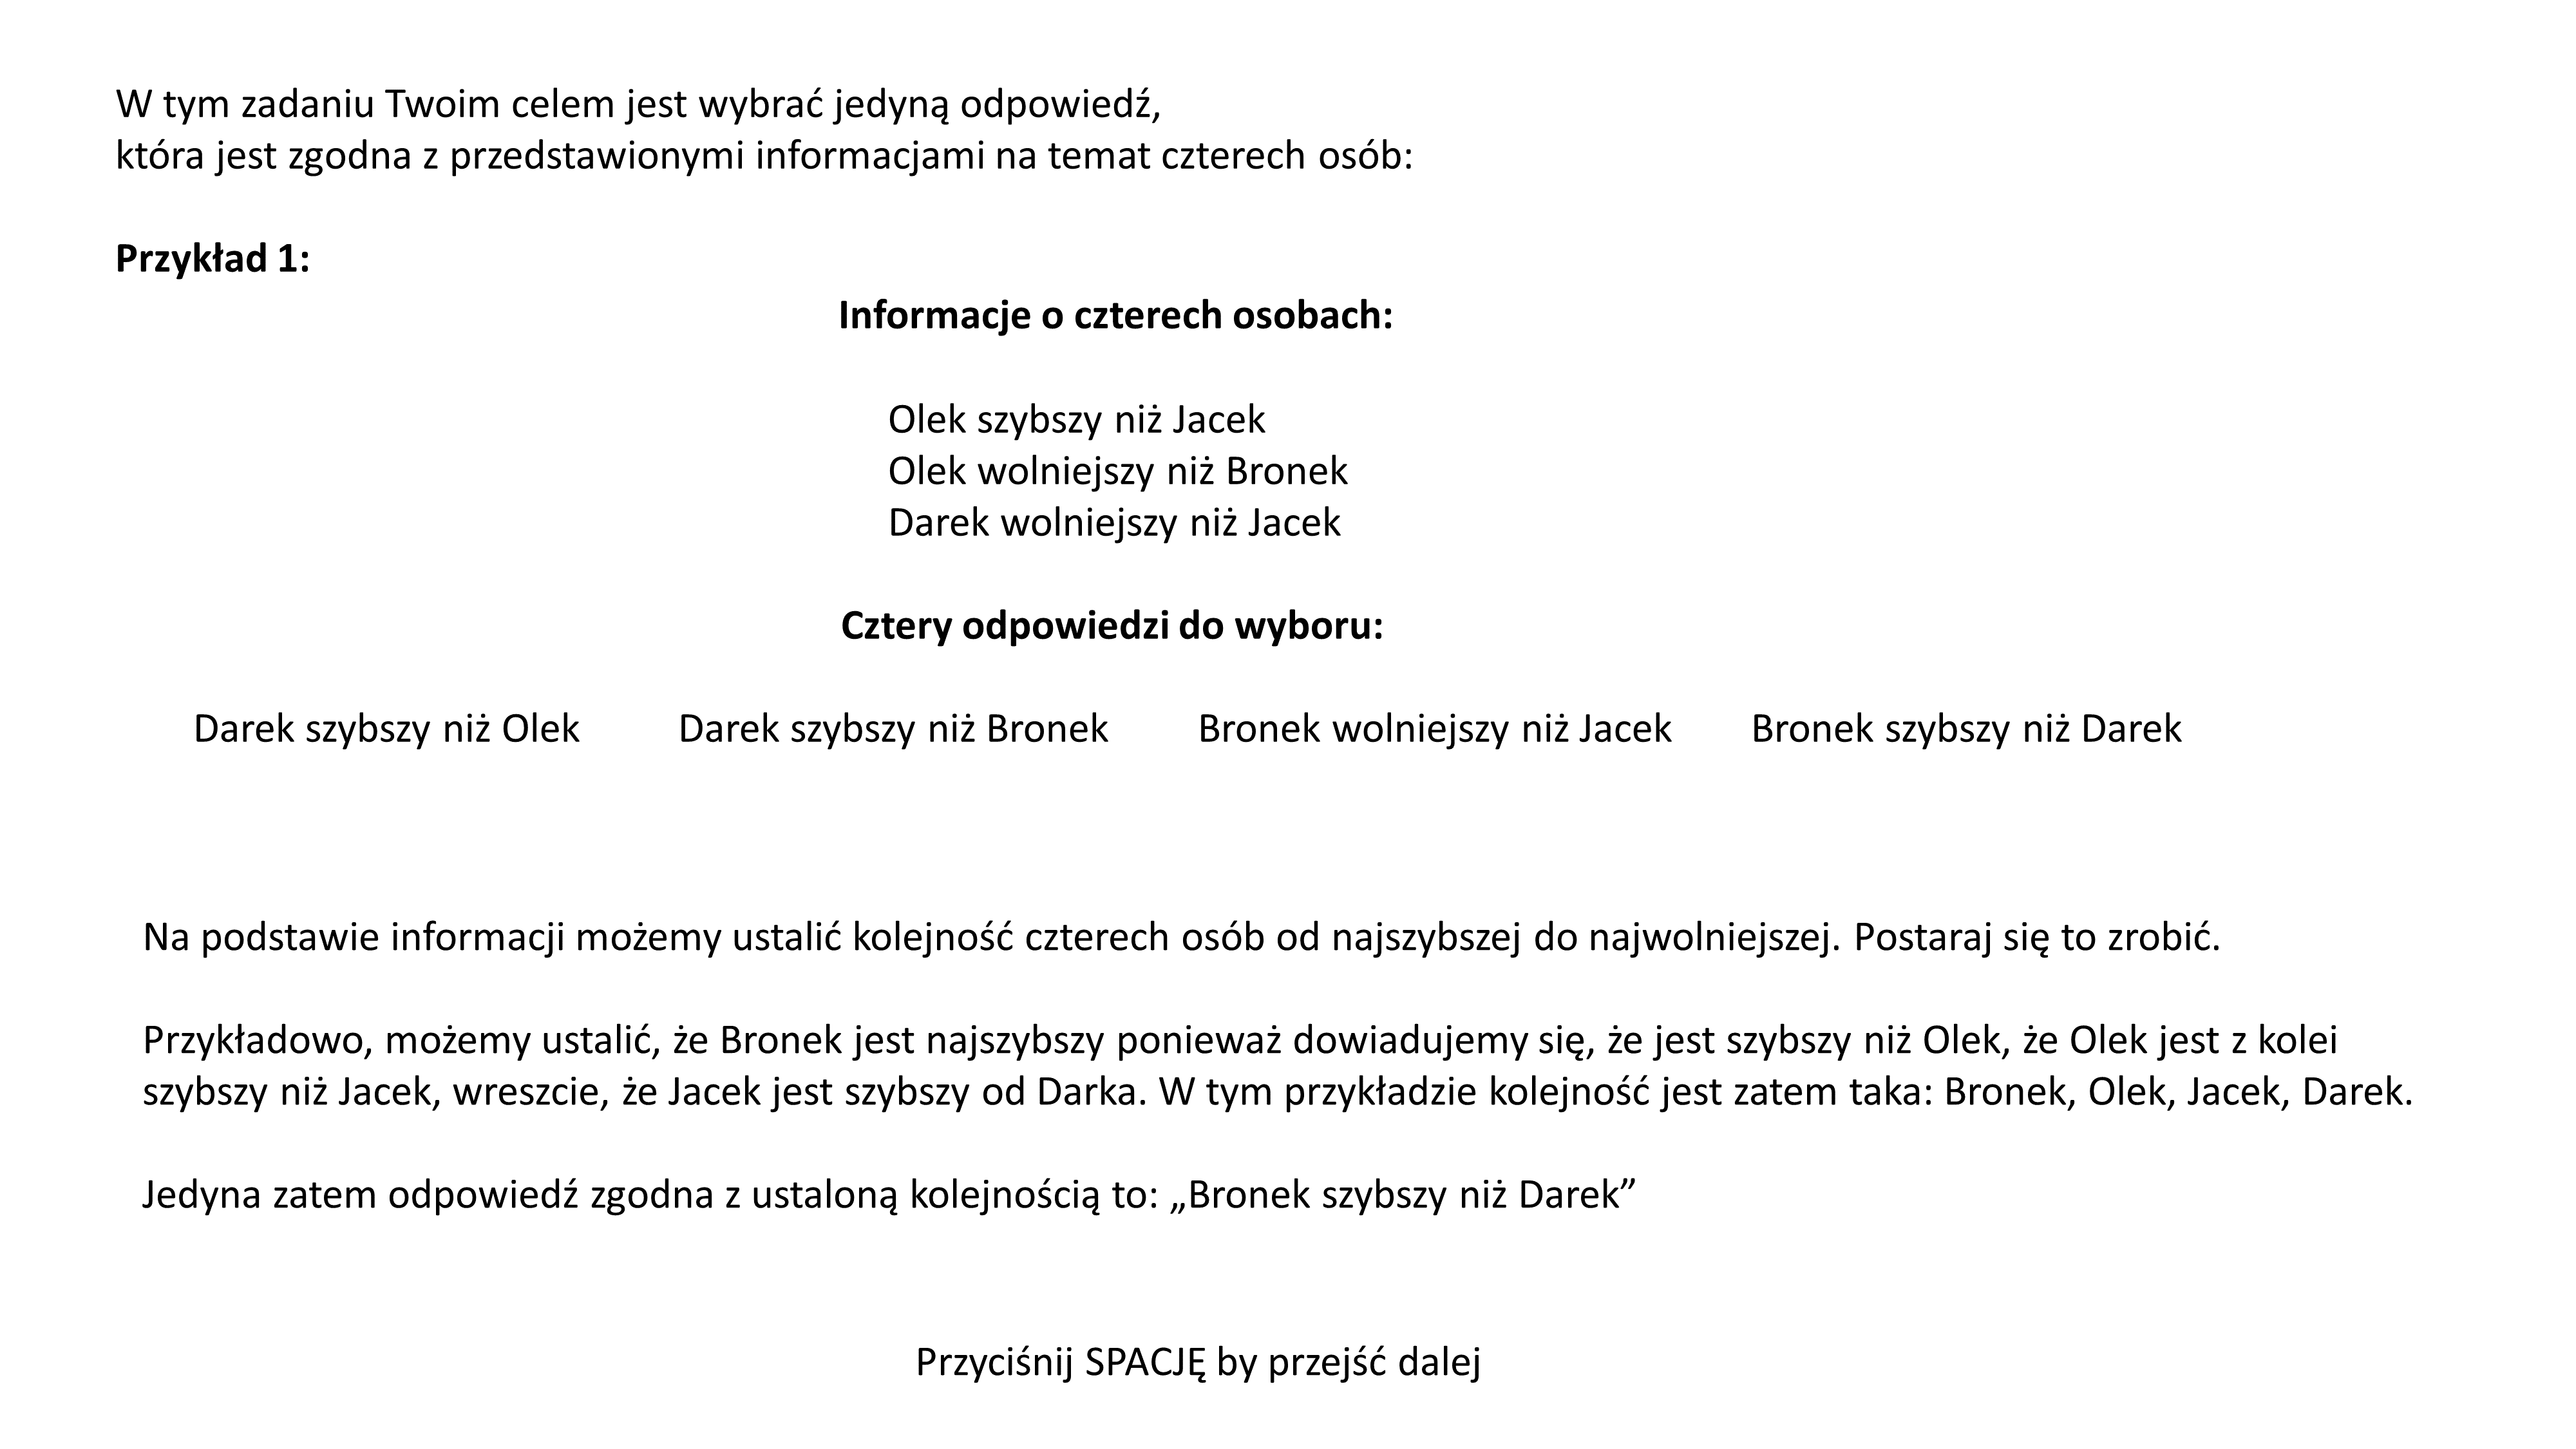 W tym zadaniu Twoim celem jest wybrać jedyną odpowiedź,
która jest zgodna z przedstawionymi informacjami na temat czterech osób:
Przykład 1:
Informacje o czterech osobach:
Olek szybszy niż Jacek
Olek wolniejszy niż Bronek
Darek wolniejszy niż Jacek
Cztery odpowiedzi do wyboru:
Darek szybszy niż Olek Darek szybszy niż Bronek Bronek wolniejszy niż Jacek Bronek szybszy niż Darek
Na podstawie informacji możemy ustalić kolejność czterech osób od najszybszej do najwolniejszej. Postaraj się to zrobić.
Przykładowo, możemy ustalić, że Bronek jest najszybszy ponieważ dowiadujemy się, że jest szybszy niż Olek, że Olek jest z kolei
szybszy niż Jacek, wreszcie, że Jacek jest szybszy od Darka. W tym przykładzie kolejność jest zatem taka: Bronek, Olek, Jacek, Darek.
Jedyna zatem odpowiedź zgodna z ustaloną kolejnością to: „Bronek szybszy niż Darek”
Przyciśnij SPACJĘ by przejść dalej